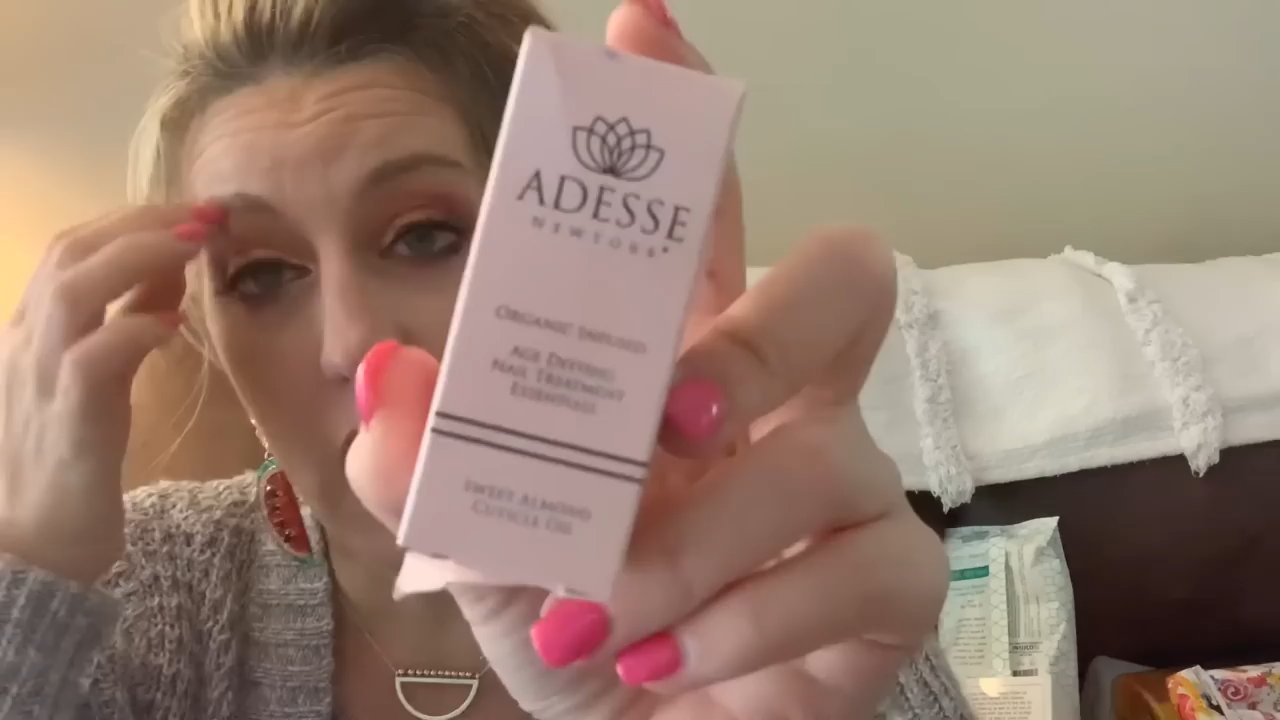 ADESSE
NEW YORK
ORGANIC INFUSED
AGE DEFYING
NAIL TREATMENT
ESSENTIALS
SWEET ALMOND
CUTICLE OIL